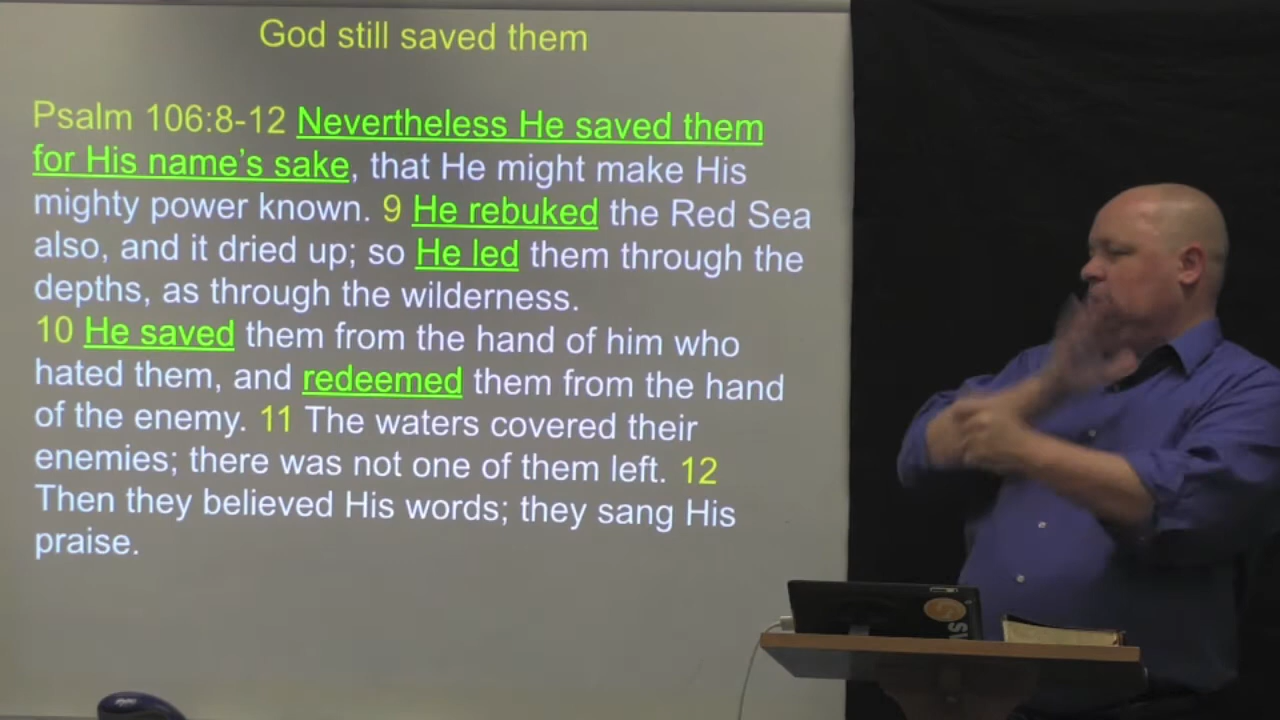 God still saved them
Psalm 106:8-12 Nevertheless He saved them
for His name's sake, that He might make His
mighty power known. 9 He rebuked the Red Sea
also, and it dried up; so He led them through the
depths, as through the wilderness.
10 He saved them from the hand of him who
hated them, and redeemed them from the hand
of the enemy. 11 The waters covered their
enemies; there was not one of them left. 12
Then they believed His words; they sang His
praise.